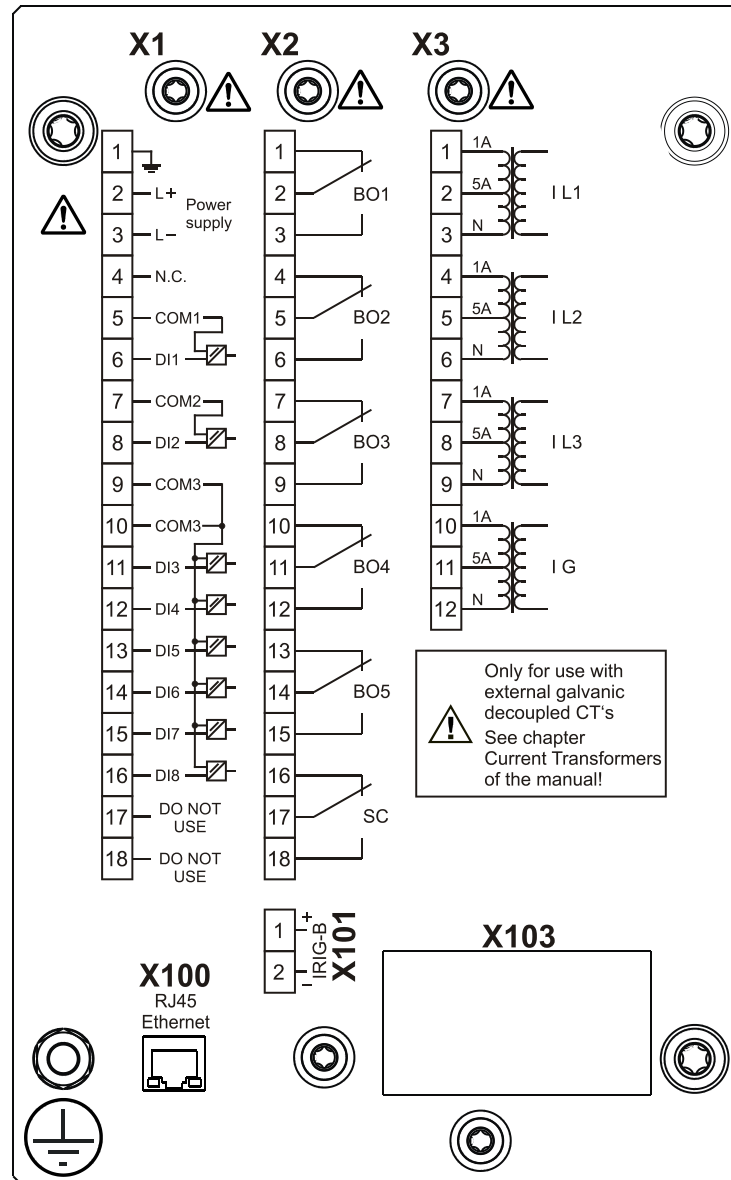 X1 X2 X3
1
2 L+
Power
supply
3 L−
4 N.C.
5 COM1
6 DI1
7 COM2
8 DI2
9 COM3
10 COM3
11 DI3
12 DI4
13 DI5
14 DI6
15 DI7
16 DI8
17 DO NOT
USE
18 DO NOT
USE
1
2 BO1
3
4
5 BO2
6
7
8 BO3
9
10
11 BO4
12
13
14 BO5
15
16
17 SC
18
1 1A
2 5A I L1
3 N
4 1A
5 5A I L2
6 N
7 1A
8 5A I L3
9 N
10 1A
11 5A I G
12 N
Only for use with
external galvanic
decoupled CT‘s
See chapter
Current Transformers
of the manual!
1 +
2 −
IRIG-B
X101
X103
X100
RJ45
Ethernet